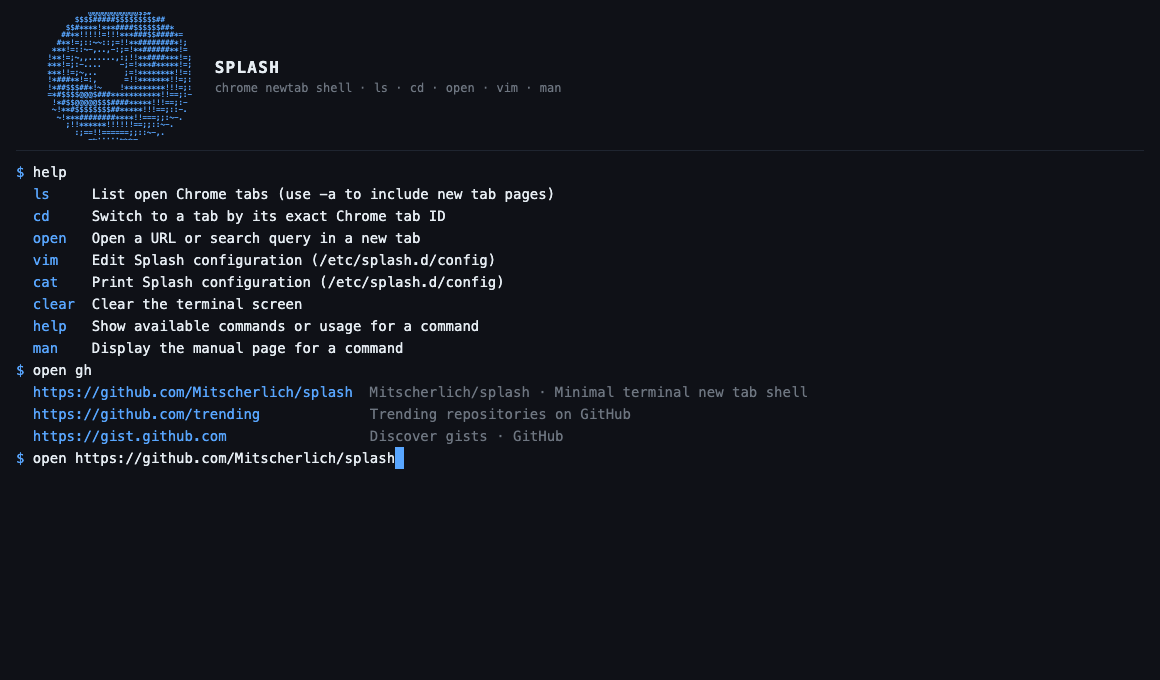 SPLASH
chrome newtab shell · ls · cd · open · vim · man
$ help
ls List open Chrome tabs (use -a to include new tab pages)
cd Switch to a tab by its exact Chrome tab ID
open Open a URL or search query in a new tab
vim Edit Splash configuration (/etc/splash.d/config)
cat Print Splash configuration (/etc/splash.d/config)
clear Clear the terminal screen
help Show available commands or usage for a command
man Display the manual page for a command
$ open gh
https://github.com/Mitscherlich/splash Mitscherlich/splash · Minimal terminal new tab shell
https://github.com/trending Trending repositories on GitHub
https://gist.github.com Discover gists · GitHub
$ open https://github.com/Mitscherlich/splash